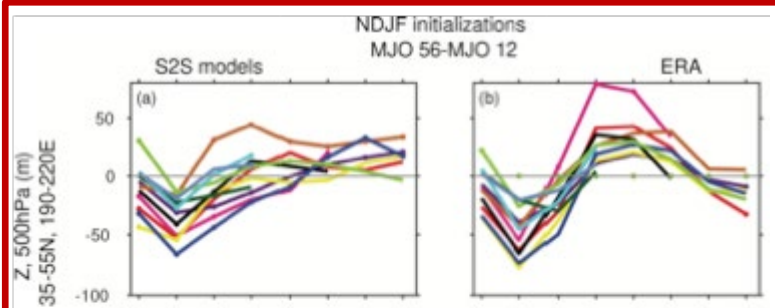 NDJF initializations
MJO 56-MJO 12
S2S models
ERA
(a)
(b)
Z, 500hPa (m)
35-55N, 190-220E
50
0
-50
-100